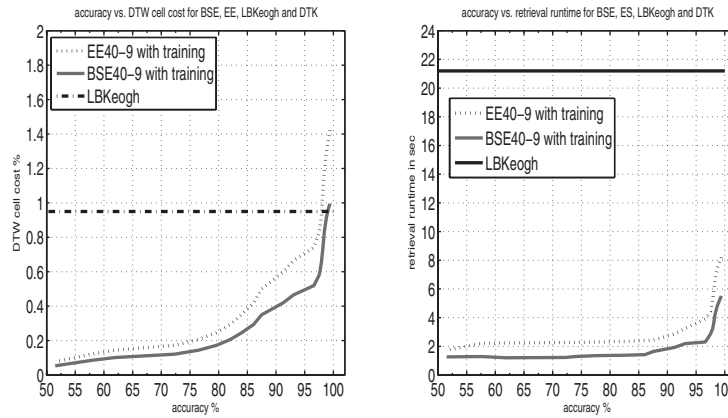 accuracy vs. DTW cell cost for BSE, EE, LBKeogh and DTK
2
1.8
1.6
1.4
1.2
1
0.8
0.6
0.4
0.2
0
DTW cell cost %
EE40-9 with training
BSE40-9 with training
LBKeogh
50 55 60 65 70 75 80 85 90 95 100
accuracy %
accuracy vs. retrieval runtime for BSE, ES, LBKeogh and DTK
24
22
20
18
16
14
12
10
8
6
4
2
0
retrieval runtime in sec
EE40-9 with training
BSE40-9 with training
LBKeogh
50 55 60 65 70 75 80 85 90 95
accuracy %